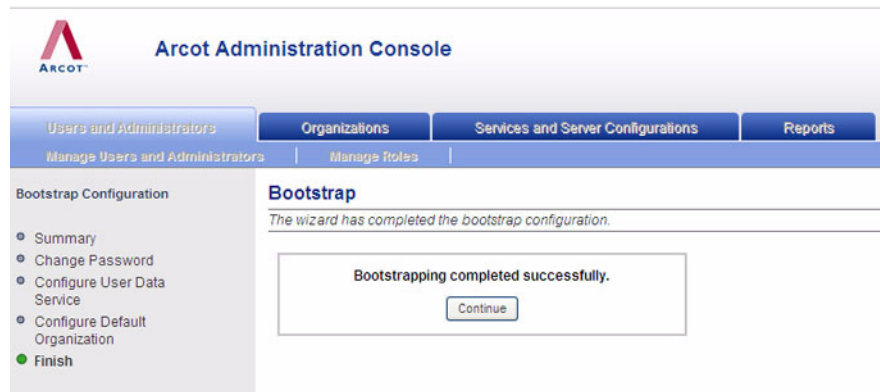 ARCOT™
Arcot Administration Console
Users and Administrators
Organizations
Services and Server Configurations
Reports
Manage Users and Administrators
Manage Roles
Bootstrap Configuration
Summary
Change Password
Configure User Data
Service
Configure Default
Organization
Finish
Bootstrap
The wizard has completed the bootstrap configuration.
Bootstrapping completed successfully.
Continue